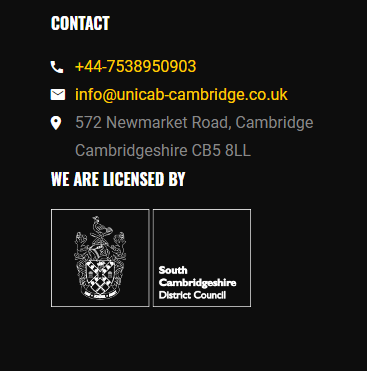 CONTACT
+44-7538950903
info@unicab-cambridge.co.uk
572 Newmarket Road, Cambridge
Cambridgeshire CB5 8LL
WE ARE LICENSED BY
South
Cambridgeshire
District Council